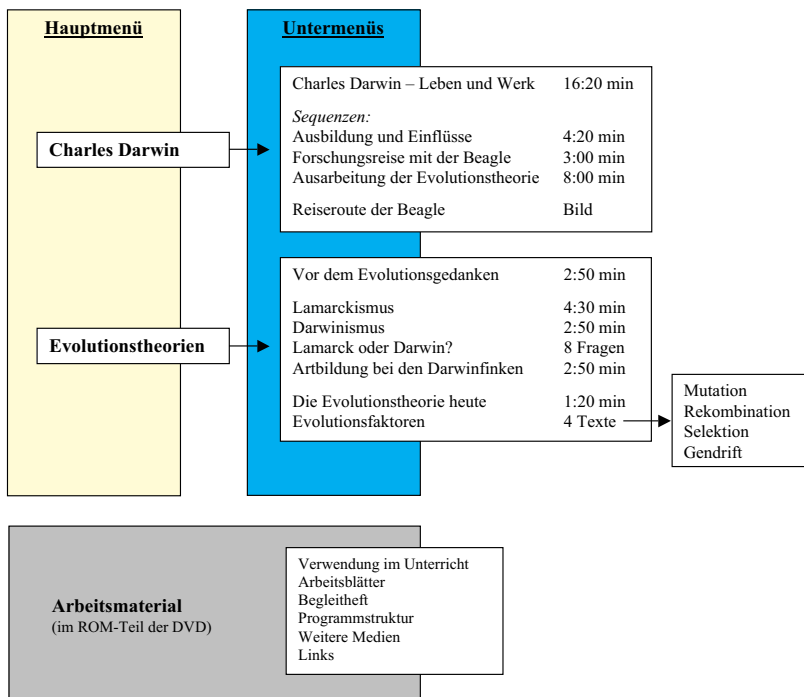 Hauptmenü
Untermenüs
Charles Darwin
Charles Darwin – Leben und Werk 16:20 min
Sequenzen:
Ausbildung und Einflüsse 4:20 min
Forschungsreise mit der Beagle 3:00 min
Ausarbeitung der Evolutionstheorie 8:00 min
Reiseroute der Beagle Bild
Evolutionstheorien
Vor dem Evolutionsgedanken 2:50 min
Lamarckismus 4:30 min
Darwinismus 2:50 min
Lamarck oder Darwin? 8 Fragen
Artbildung bei den Darwinfinken 2:50 min
Die Evolutionstheorie heute 1:20 min
Evolutionsfaktoren 4 Texte
Mutation
Rekombination
Selektion
Gendrift
Arbeitsmaterial
(im ROM-Teil der DVD)
Verwendung im Unterricht
Arbeitsblätter
Begleitheft
Programmstruktur
Weitere Medien
Links